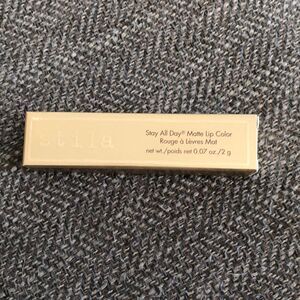 stila
Stay All Day® Matte Lip Color
Rouge à Lèvres Mat
net wt./poids net 0.07 oz./2 g